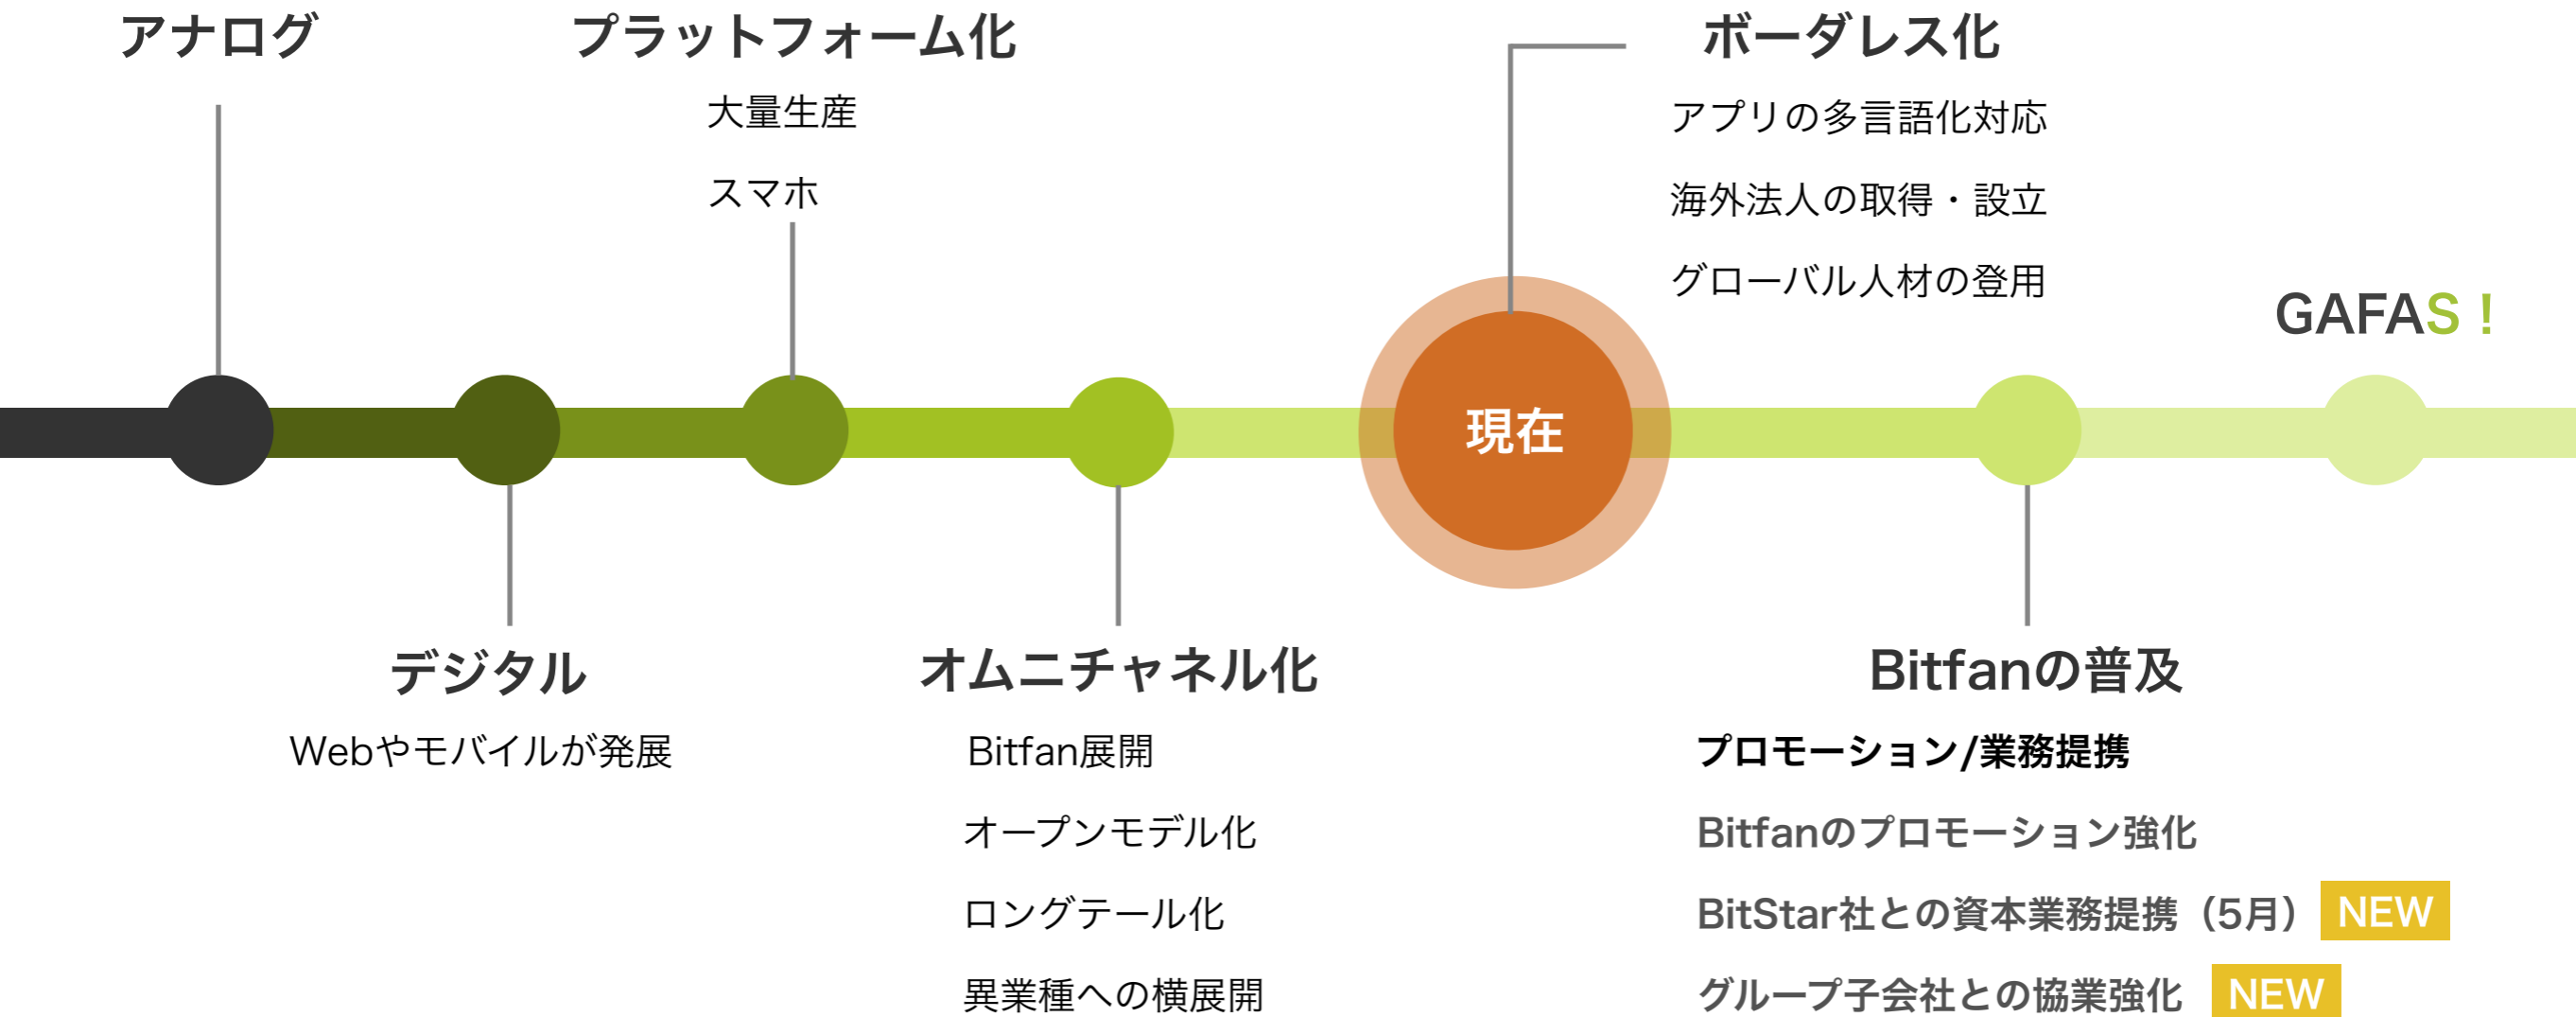 アナログ
プラットフォーム化
大量生産
スマホ
ボーダレス化
アプリの多言語化対応
海外法人の取得・設立
グローバル人材の登用
GAFAS！
現在
デジタル
Webやモバイルが発展
オムニチャネル化
Bitfan展開
オープンモデル化
ロングテール化
異業種への横展開
Bitfanの普及
プロモーション/業務提携
Bitfanのプロモーション強化
BitStar社との資本業務提携（5月） NEW
グループ子会社との協業強化 NEW